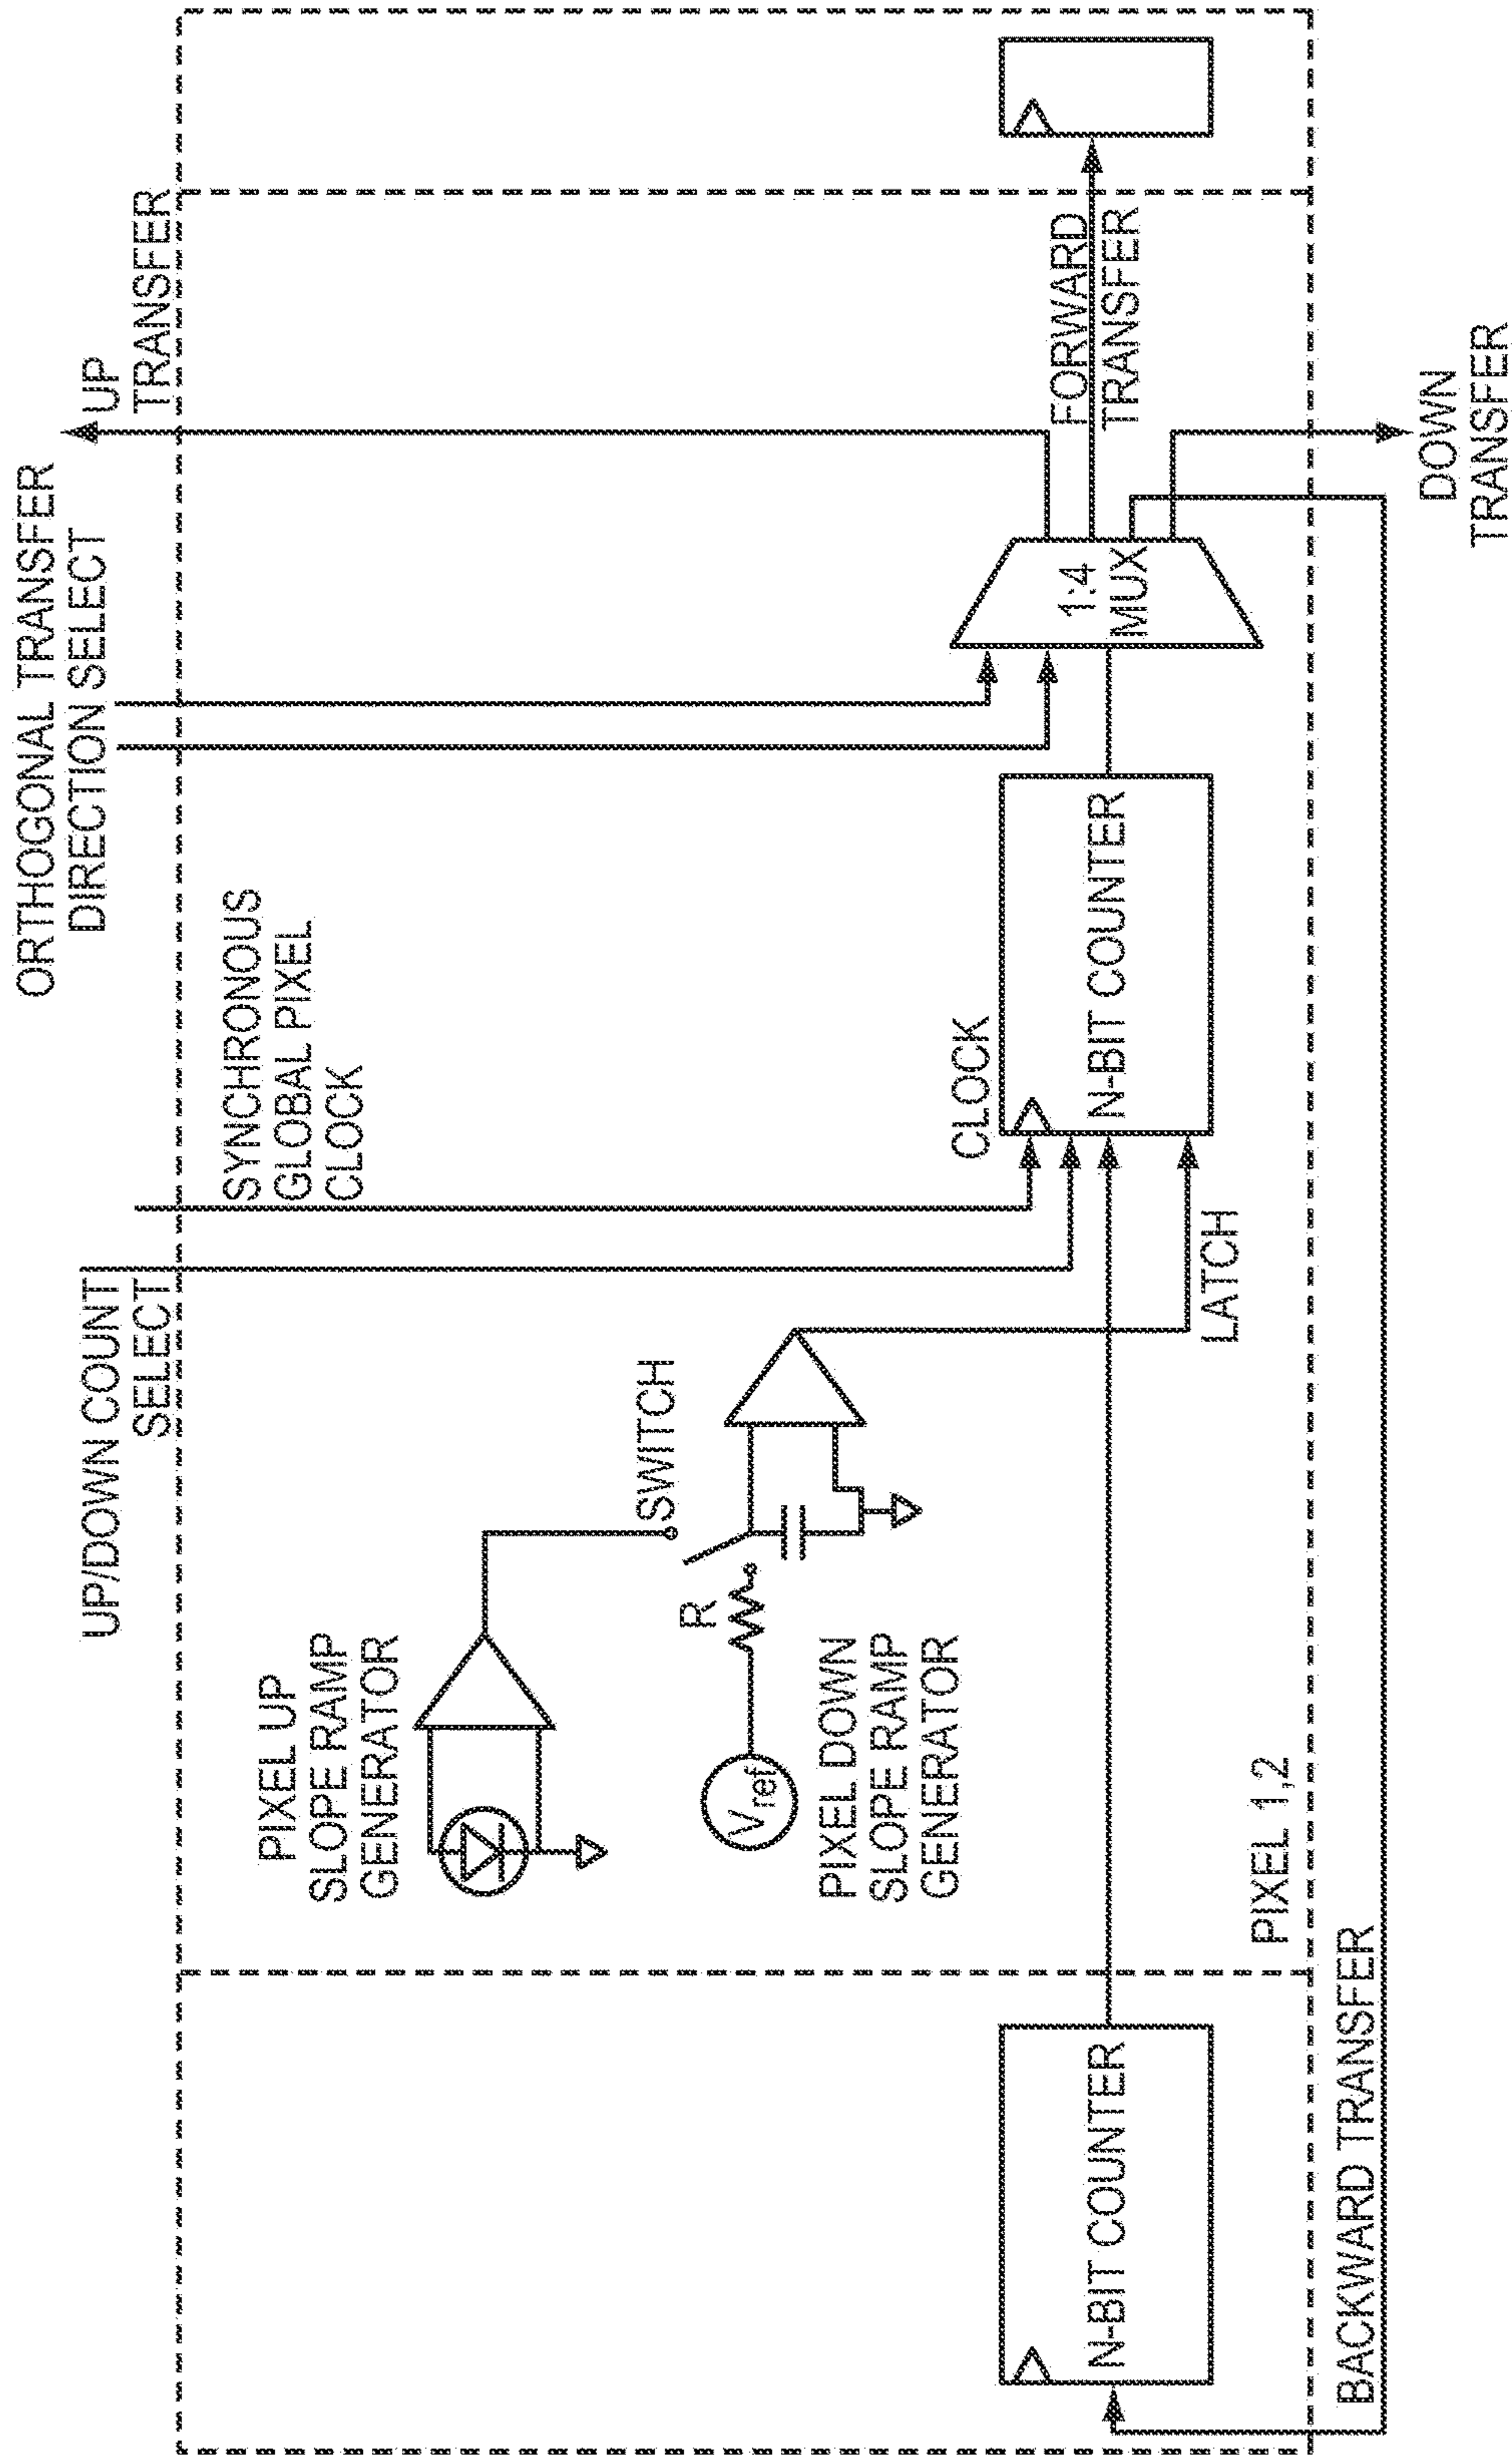 ORTHOGONAL TRANSFER
DIRECTION SELECT
UP
TRANSFER
UP/DOWN COUNT
SELECT
SYNCHRONOUS
GLOBAL PIXEL
CLOCK
PIXEL UP
SLOPE RAMP
GENERATOR
SWITCH
R
Vref
PIXEL DOWN
SLOPE RAMP
GENERATOR
CLOCK
N-BIT COUNTER
N-BIT COUNTER
1:4
MUX
FORWARD
TRANSFER
LATCH
PIXEL 1,2
BACKWARD TRANSFER
DOWN
TRANSFER